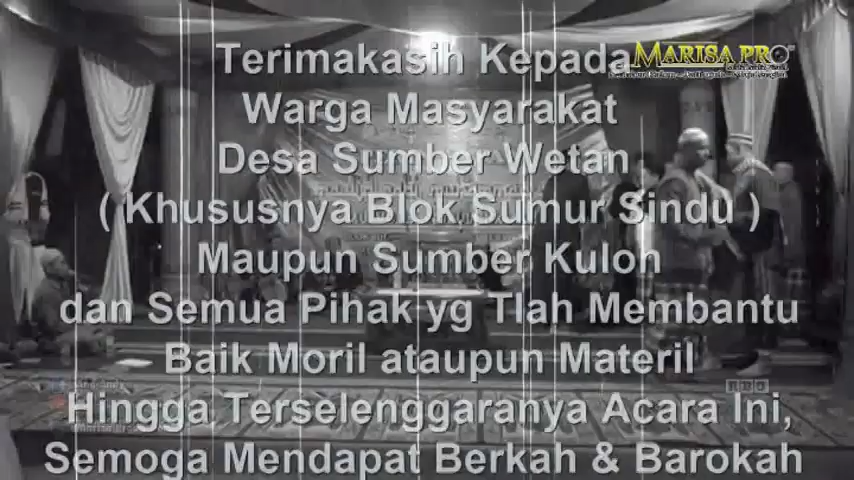 Terimakasih Kepada
MARISA PRO
Warga Masyarakat
Desa Sumber Wetan
( Khususnya Blok Sumur Sindu )
Maupun Sumber Kulon
dan Semua Pihak yg Tlah Membantu
Baik Moril ataupun Materil
Hingga Terselenggaranya Acara Ini,
Semoga Mendapat Berkah & Barokah